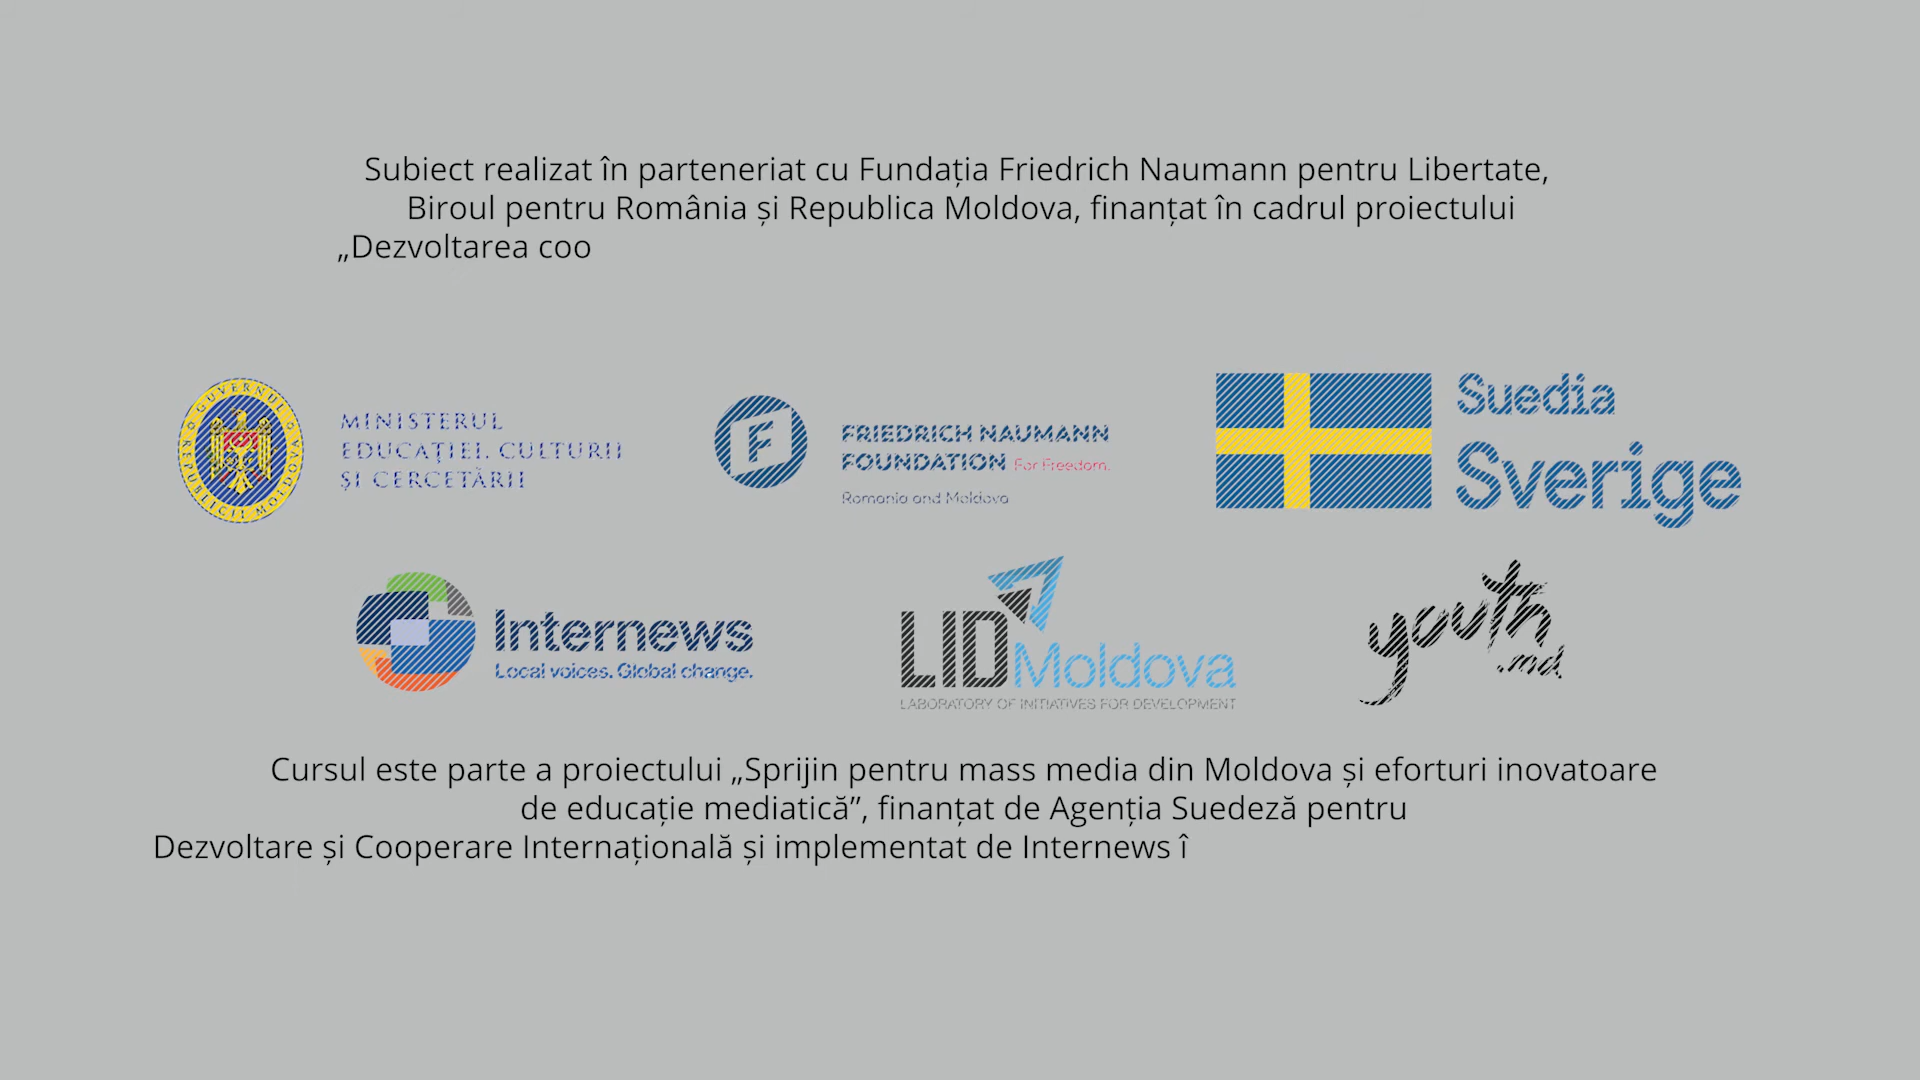 Subiect realizat în parteneriat cu Fundația Friedrich Naumann pentru Libertate,
Biroul pentru România și Republica Moldova, finanțat în cadrul proiectului
„Dezvoltarea coo
GUVERNUL
REPUBLICII MOLDOVA
MINISTERUL
EDUCAȚIEI, CULTURII
ȘI CERCETĂRII
F
FRIEDRICH NAUMANN
FOUNDATION For Freedom.
Romania and Moldova
Suedia
Sverige
Internews
Local voices. Global change.
LID Moldova
LABORATORY OF INITIATIVES FOR DEVELOPMENT
youth
.md
Cursul este parte a proiectului „Sprijin pentru mass media din Moldova și eforturi inovatoare
de educație mediatică”, finanțat de Agenția Suedeză pentru
Dezvoltare și Cooperare Internațională și implementat de Internews î